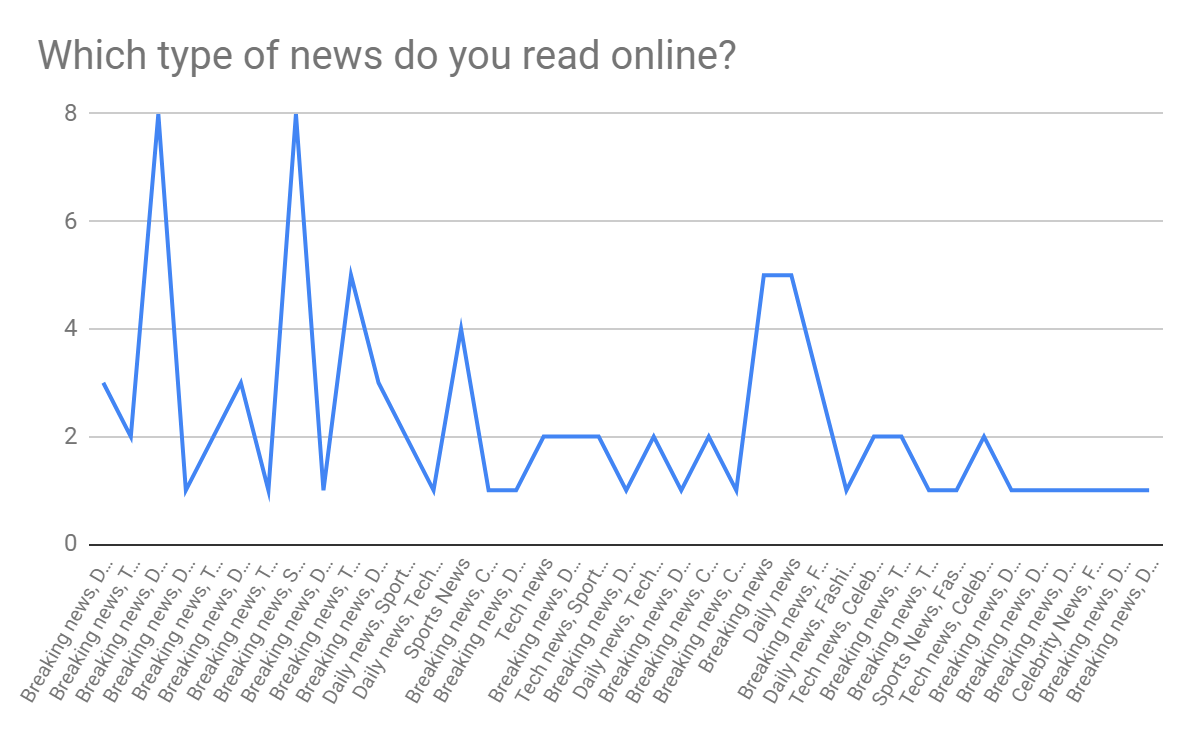 Which type of news do you read online?
8
6
4
2
0
Breaking news, D...
Breaking news, T...
Breaking news, D...
Breaking news, D...
Breaking news, T...
Breaking news, D...
Breaking news, T...
Breaking news, S...
Breaking news, D...
Breaking news, T...
Breaking news, D...
Daily news, Sport...
Daily news, Tech...
Sports News
Breaking news, C...
Breaking news, D...
Tech news
Breaking news, D...
Tech news, Sport...
Breaking news, D...
Daily news, Tech...
Breaking news, D...
Breaking news, C...
Breaking news, C...
Breaking news
Daily news
Breaking news, F...
Daily news, Fashi...
Tech news, Celeb...
Breaking news, T...
Breaking news, T...
Sports News, Fas...
Tech news, Celeb...
Breaking news, D...
Breaking news, D...
Breaking news, D...
Celebrity News, F...
Breaking news, D...
Breaking news, D...